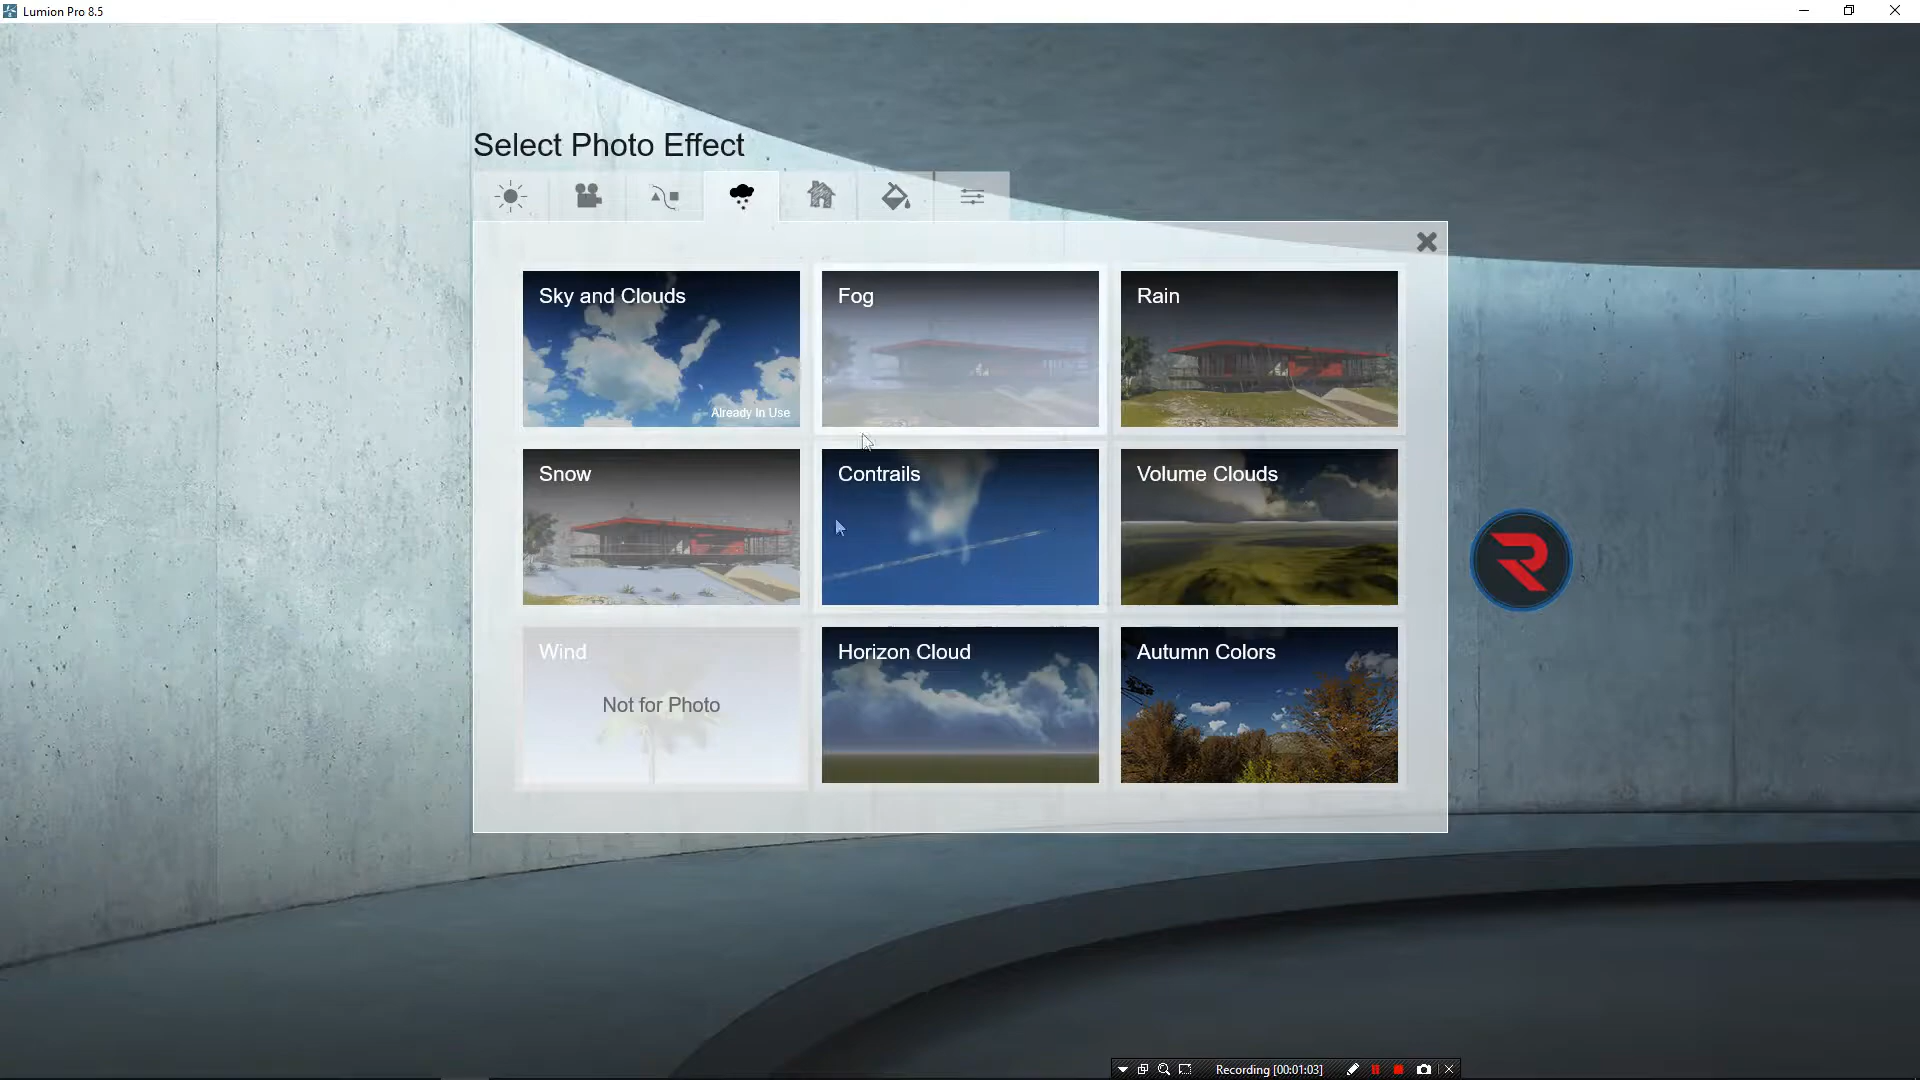 Lumion Pro 8.5
Select Photo Effect
Sky and Clouds
Already In Use
Fog
Rain
Snow
Contrails
Volume Clouds
Wind
Not for Photo
Horizon Cloud
Autumn Colors
Recording [00:01:03]